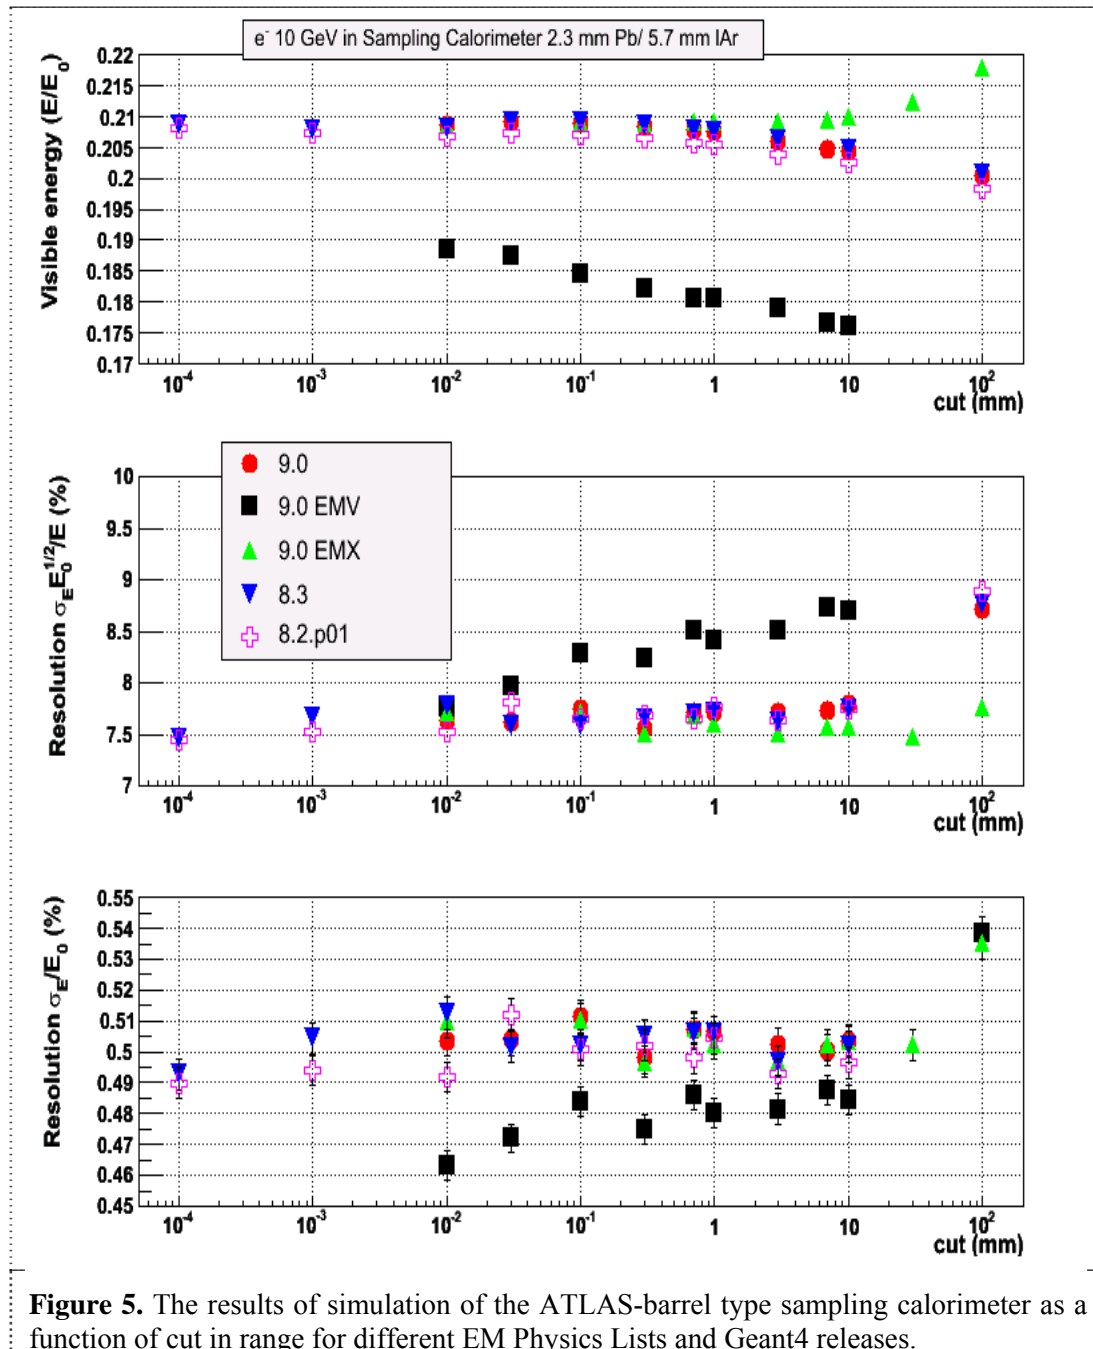 e⁻ 10 GeV in Sampling Calorimeter 2.3 mm Pb/ 5.7 mm lAr
Visible energy (E/E₀)
0.22
0.215
0.21
0.205
0.2
0.195
0.19
0.185
0.18
0.175
0.17
10⁻⁴ 10⁻³ 10⁻² 10⁻¹ 1 10 10²
cut (mm)
Resolution σ_E E₀^1/2/E (%)
10
9.5
9
8.5
8
7.5
7
9.0
9.0 EMV
9.0 EMX
8.3
8.2.p01
10⁻⁴ 10⁻³ 10⁻² 10⁻¹ 1 10 10²
cut (mm)
Resolution σ_E/E₀ (%)
0.55
0.54
0.53
0.52
0.51
0.5
0.49
0.48
0.47
0.46
0.45
10⁻⁴ 10⁻³ 10⁻² 10⁻¹ 1 10 10²
cut (mm)
Figure 5. The results of simulation of the ATLAS-barrel type sampling calorimeter as a
function of cut in range for different EM Physics Lists and Geant4 releases.